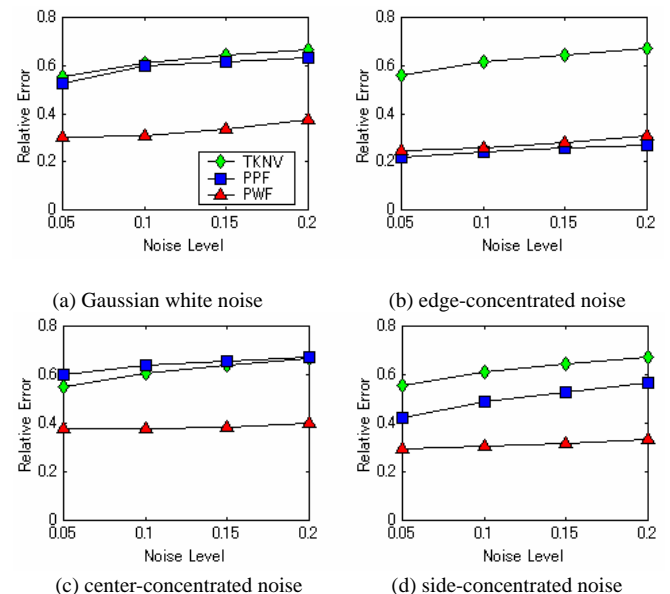 0.8
0.6
0.4
0.2
0
Relative Error
TKNV
PPF
PWF
0.05 0.1 0.15 0.2
Noise Level
(a) Gaussian white noise
0.8
0.6
0.4
0.2
0
Relative Error
0.05 0.1 0.15 0.2
Noise Level
(b) edge-concentrated noise
0.8
0.6
0.4
0.2
0
Relative Error
0.05 0.1 0.15 0.2
Noise Level
(c) center-concentrated noise
0.8
0.6
0.4
0.2
0
Relative Error
0.05 0.1 0.15 0.2
Noise Level
(d) side-concentrated noise